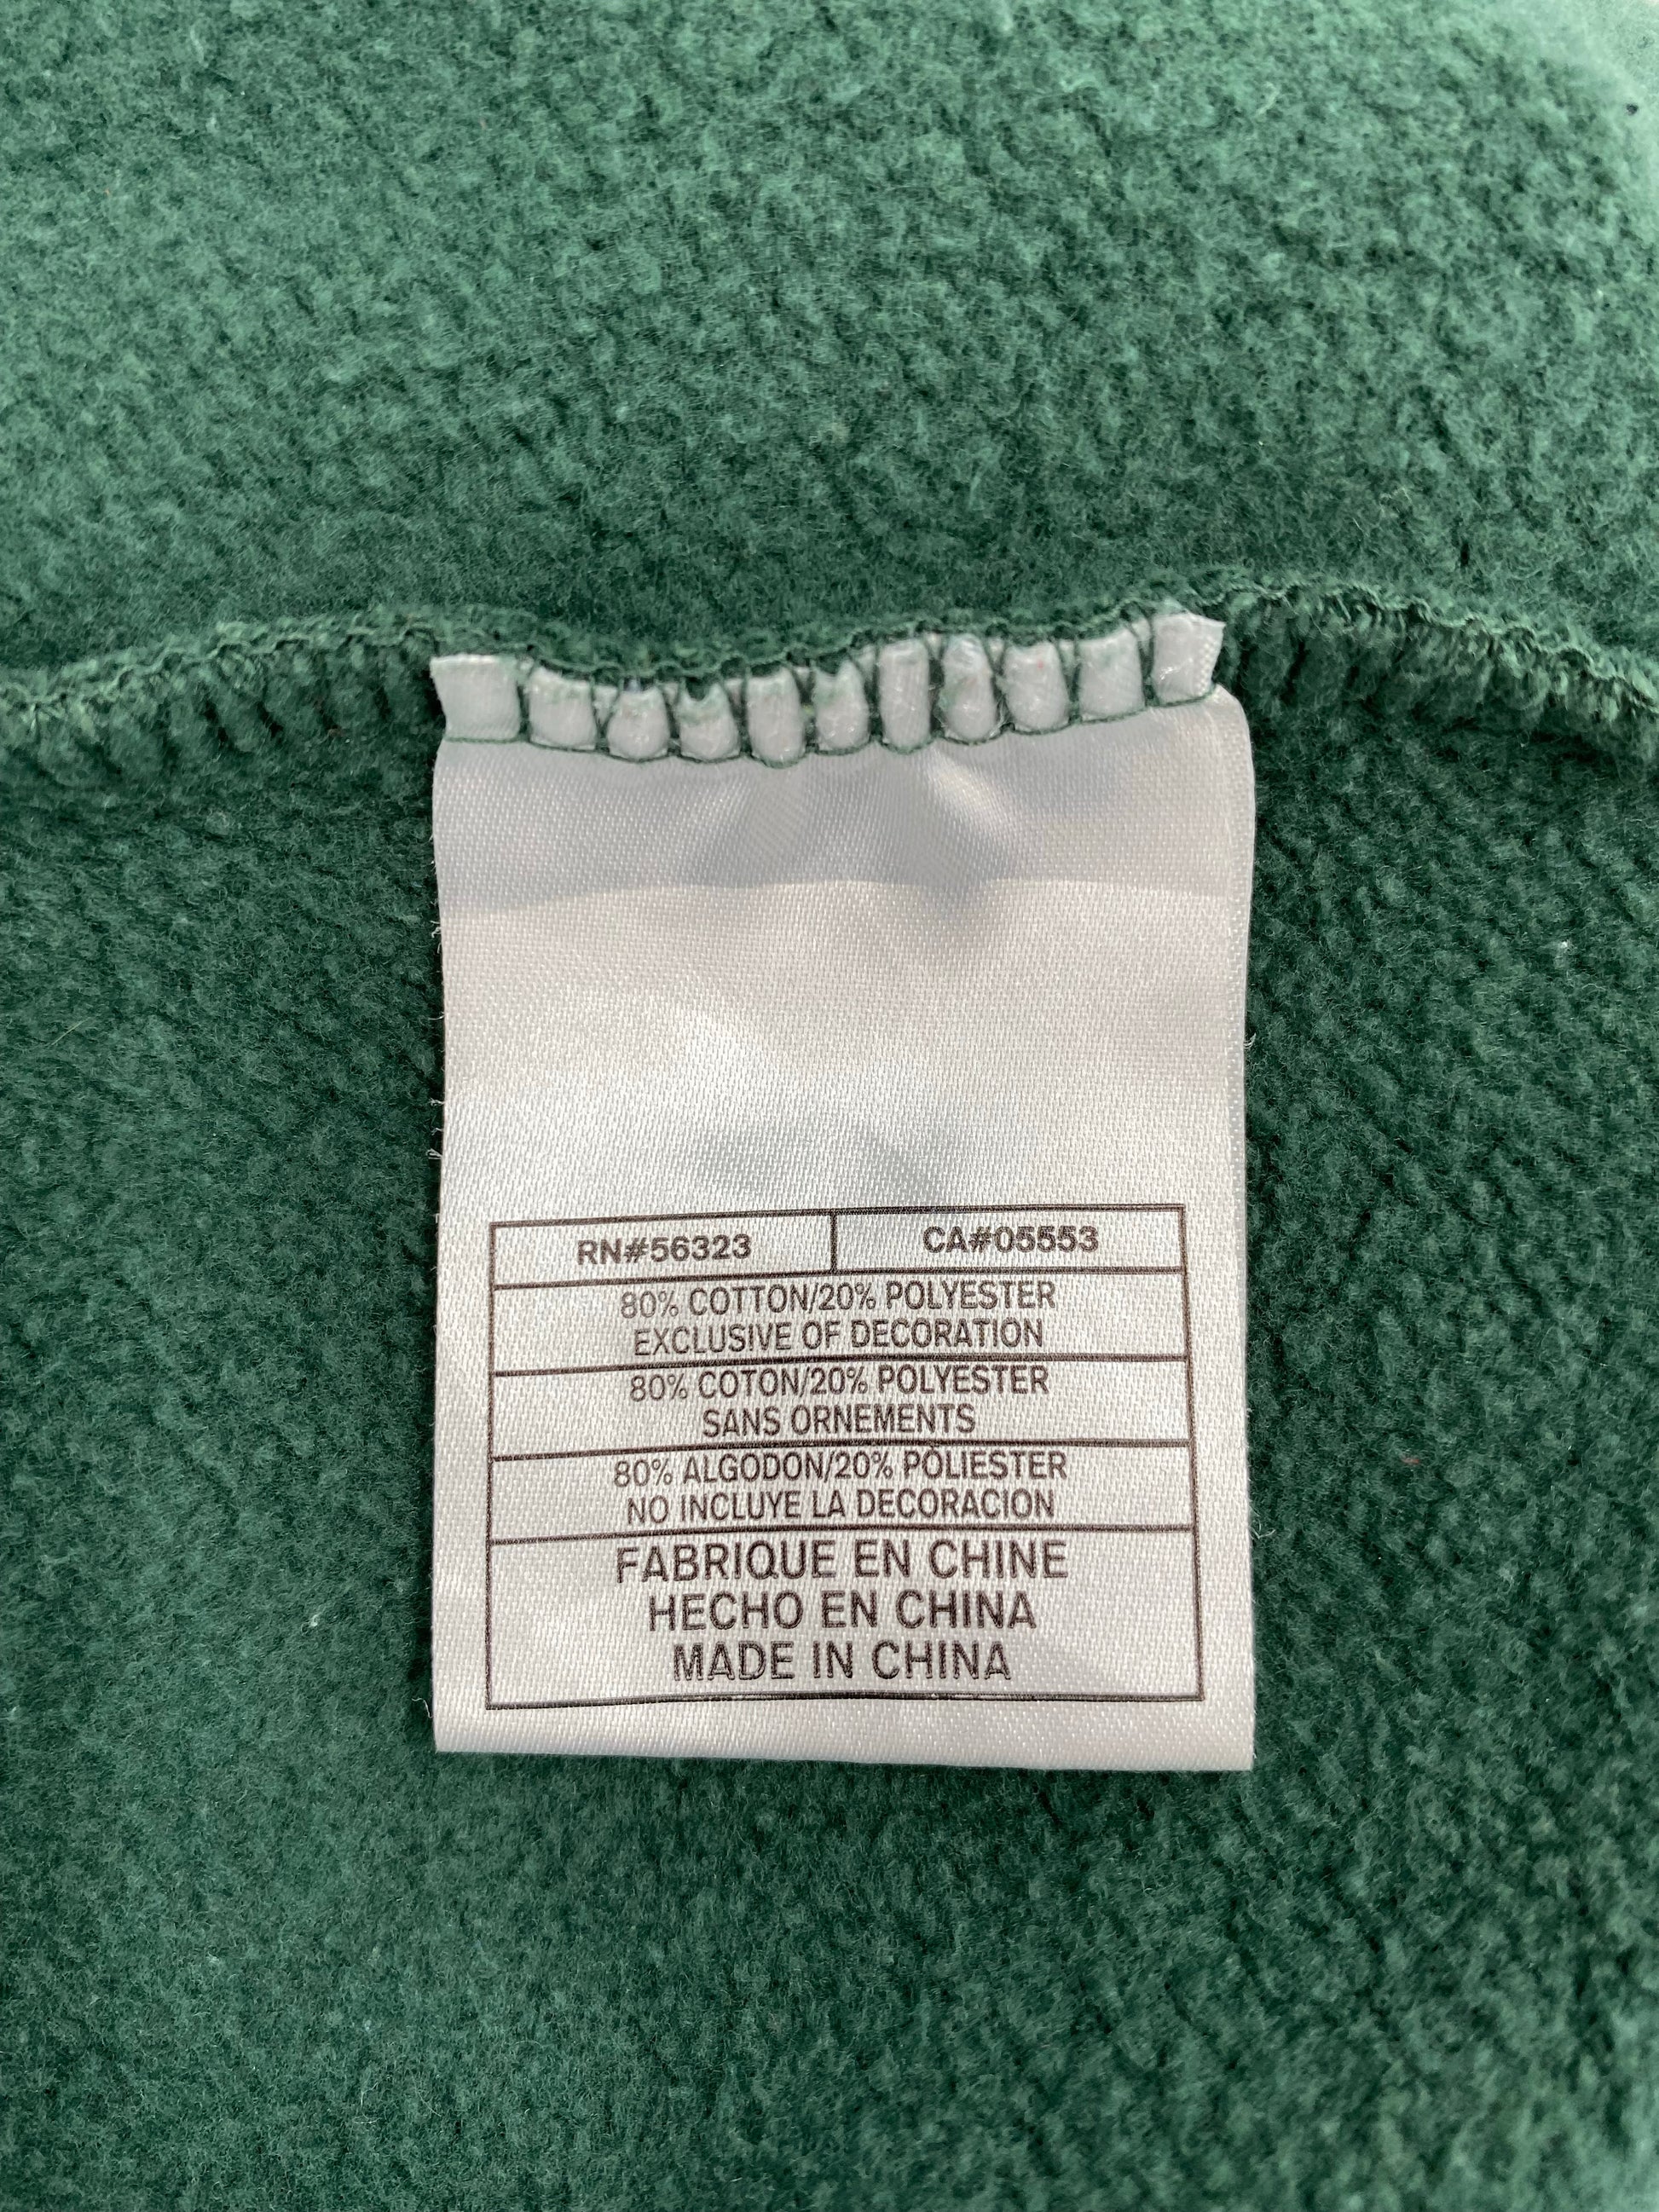 RN#56323 CA#05553
80% COTTON/20% POLYESTER
EXCLUSIVE OF DECORATION
80% COTON/20% POLYESTER
SANS ORNEMENTS
80% ALGODON/20% POLIESTER
NO INCLUYE LA DECORACION
FABRIQUE EN CHINE
HECHO EN CHINA
MADE IN CHINA